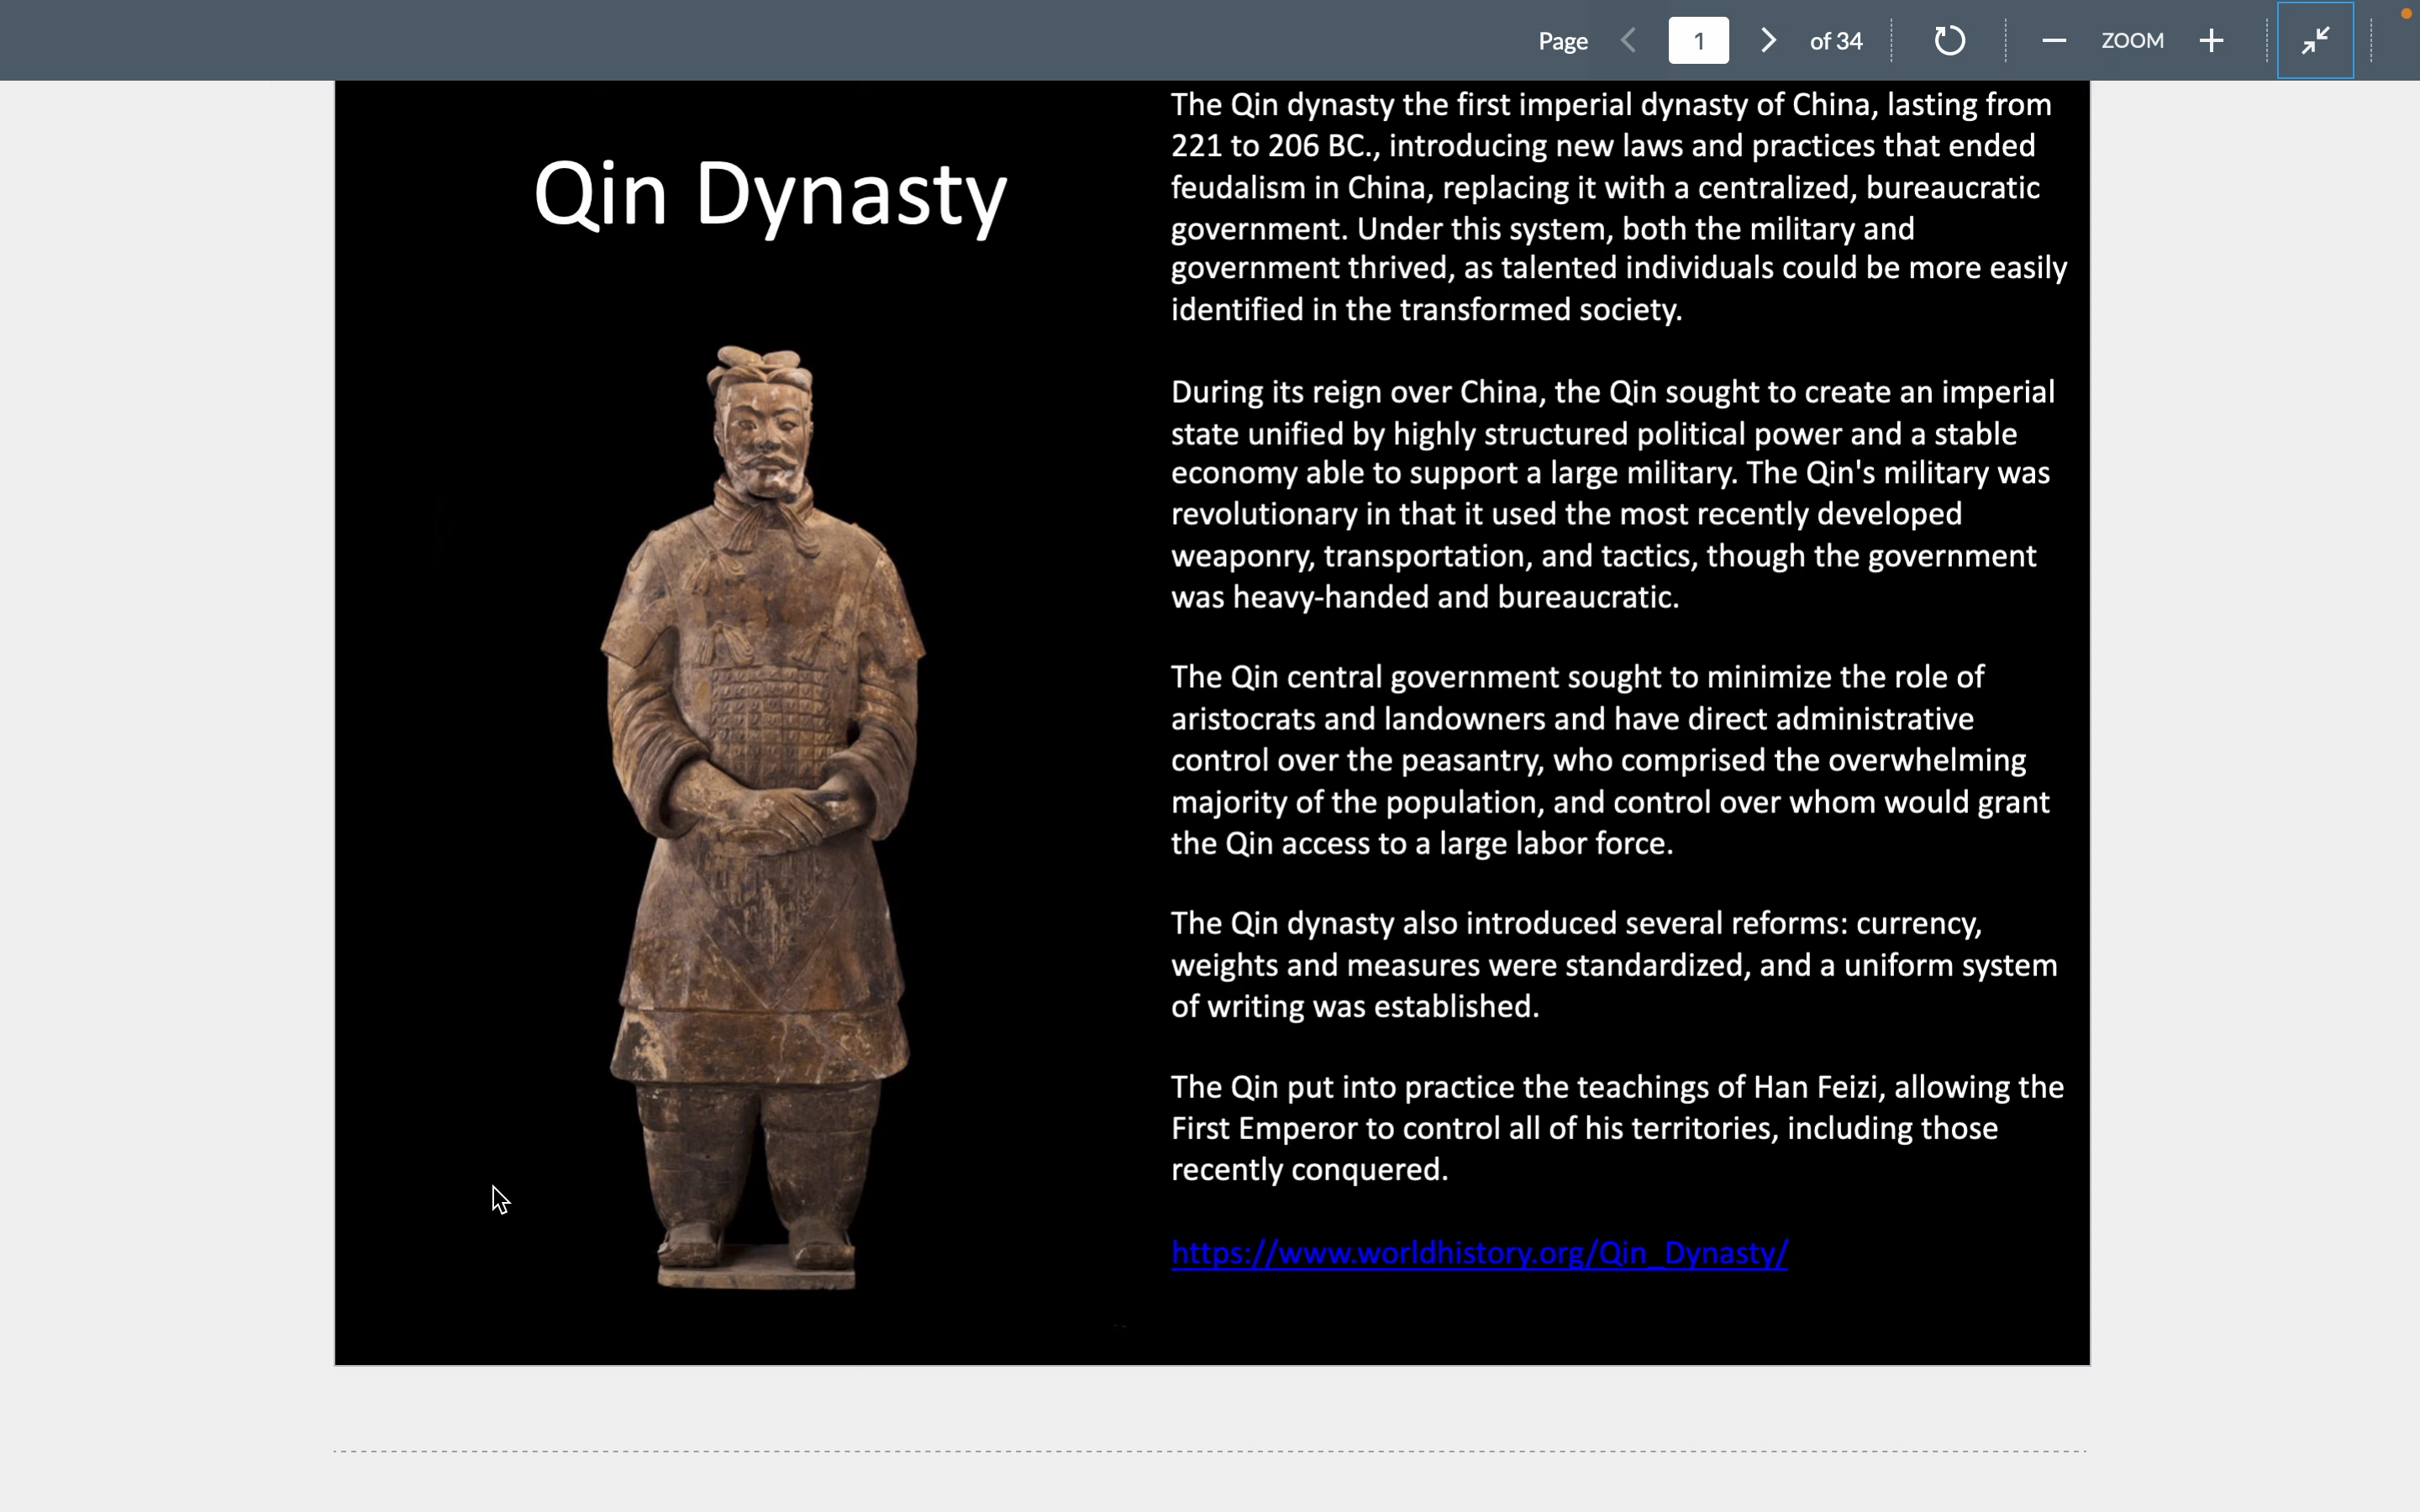 Page 1 of 34 ZOOM
Qin Dynasty
The Qin dynasty the first imperial dynasty of China, lasting from
221 to 206 BC., introducing new laws and practices that ended
feudalism in China, replacing it with a centralized, bureaucratic
government. Under this system, both the military and
government thrived, as talented individuals could be more easily
identified in the transformed society.
During its reign over China, the Qin sought to create an imperial
state unified by highly structured political power and a stable
economy able to support a large military. The Qin's military was
revolutionary in that it used the most recently developed
weaponry, transportation, and tactics, though the government
was heavy-handed and bureaucratic.
The Qin central government sought to minimize the role of
aristocrats and landowners and have direct administrative
control over the peasantry, who comprised the overwhelming
majority of the population, and control over whom would grant
the Qin access to a large labor force.
The Qin dynasty also introduced several reforms: currency,
weights and measures were standardized, and a uniform system
of writing was established.
The Qin put into practice the teachings of Han Feizi, allowing the
First Emperor to control all of his territories, including those
recently conquered.
https://www.worldhistory.org/Qin_Dynasty/